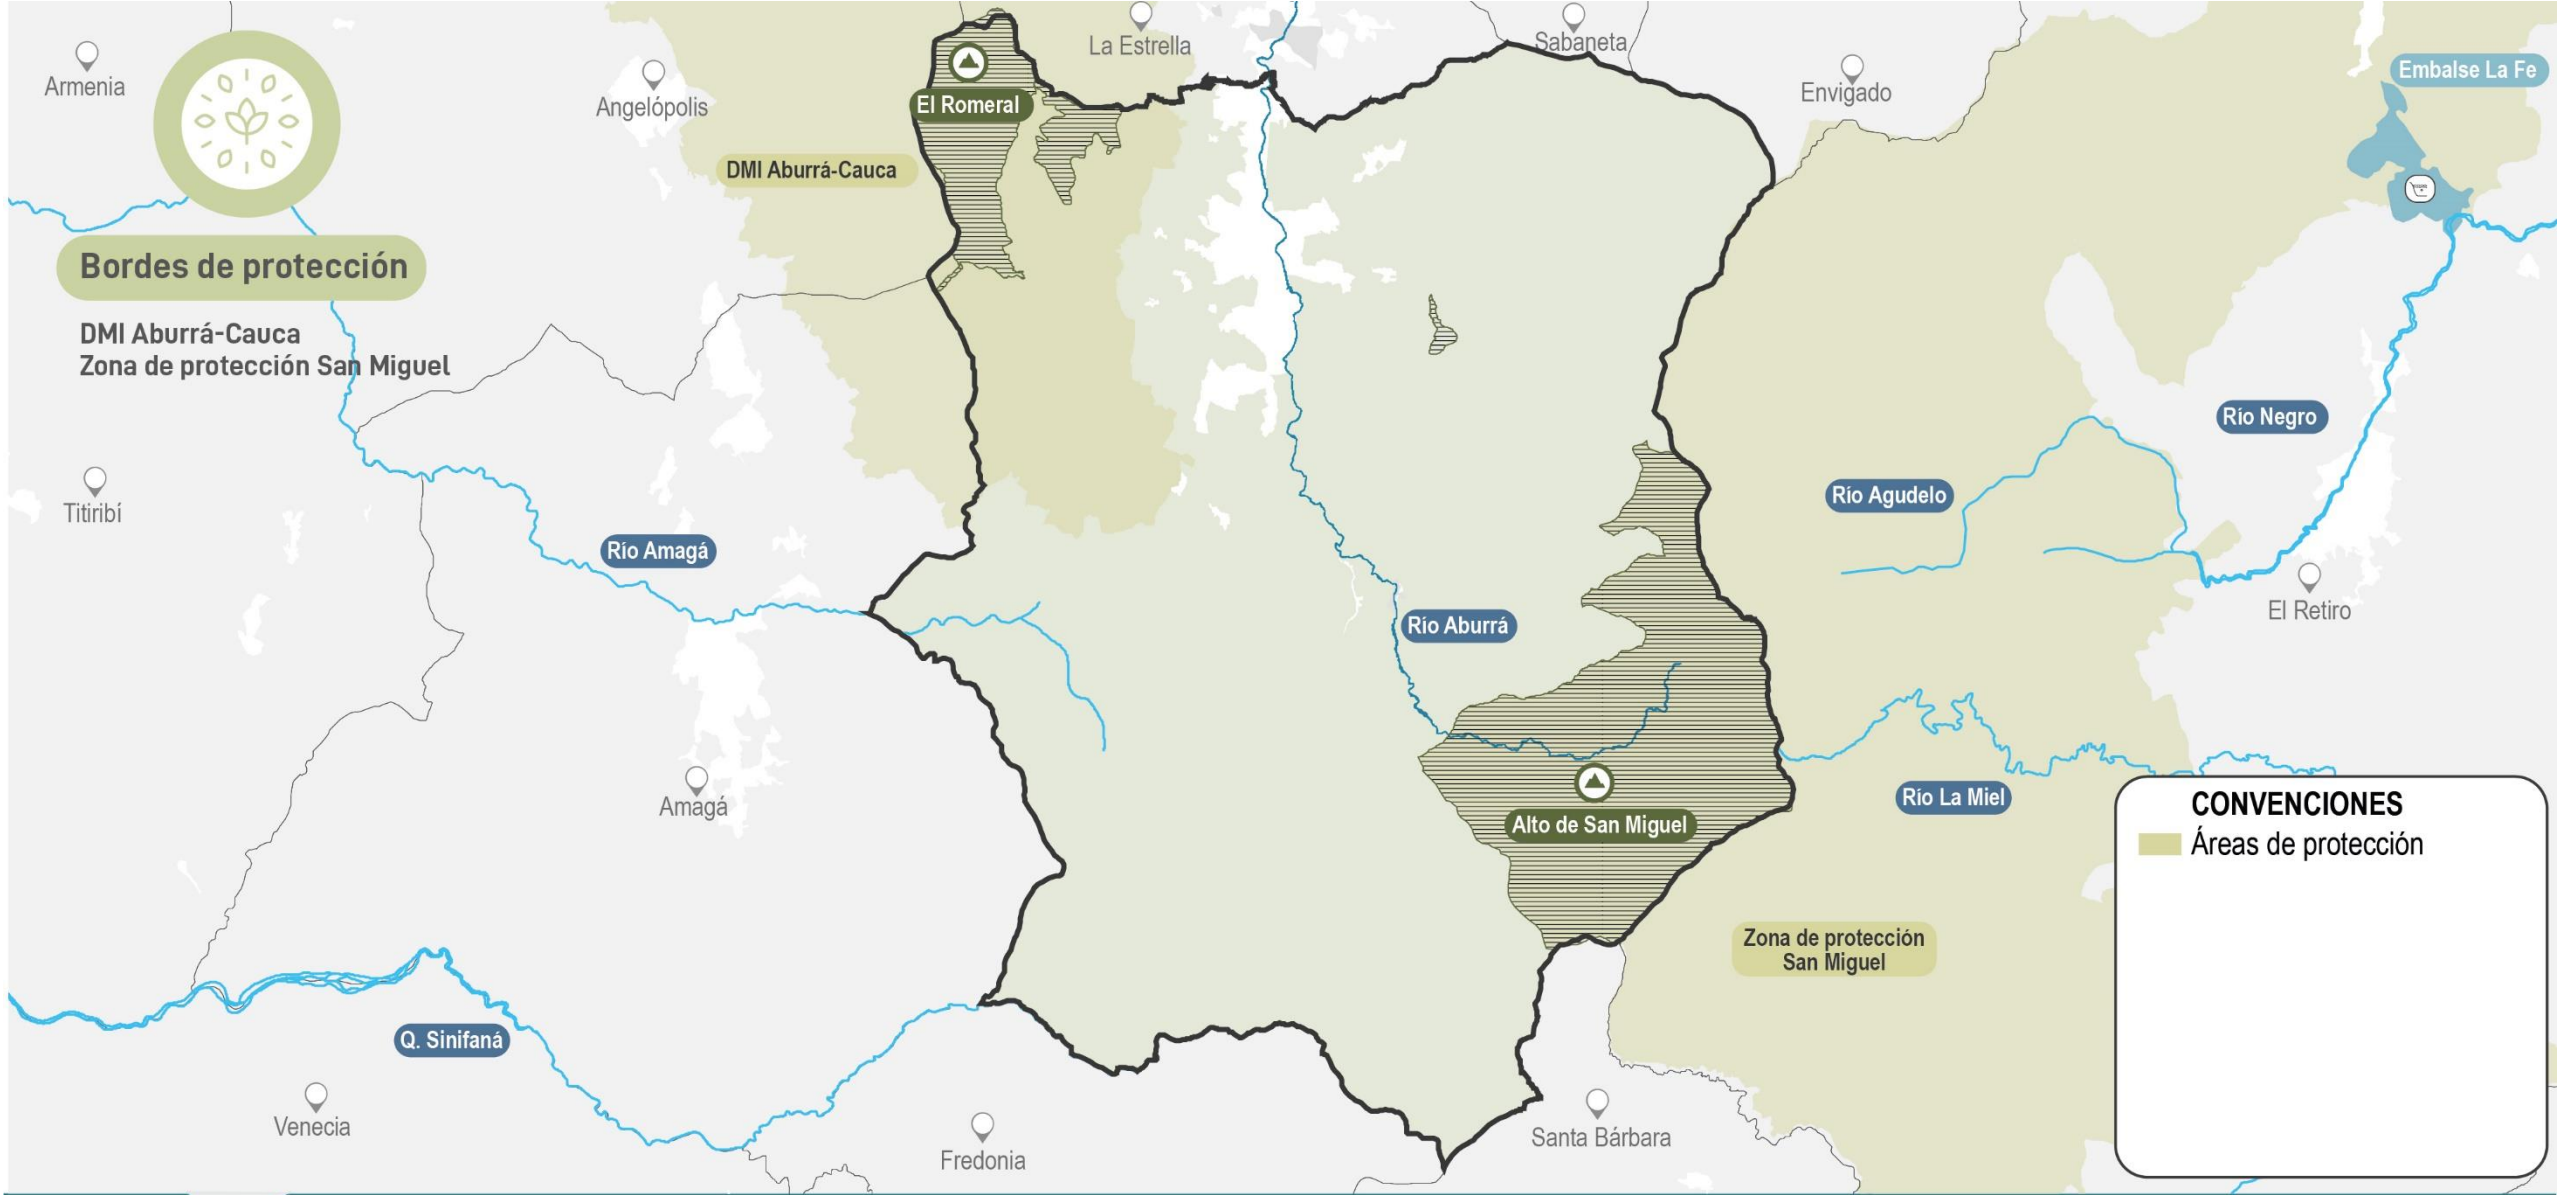 Armenia
Angelópolis
La Estrella
Sabaneta
Envigado
Embalse La Fe
El Romeral
DMI Aburrá-Cauca
Bordes de protección
DMI Aburrá-Cauca
Zona de protección San Miguel
Río Negro
Río Agudelo
Titiribí
Río Amagá
El Retiro
Río Aburrá
Amagá
Río La Miel
Alto de San Miguel
CONVENCIONES
Áreas de protección
Zona de protección
San Miguel
Q. Sinifaná
Venecia
Fredonia
Santa Bárbara